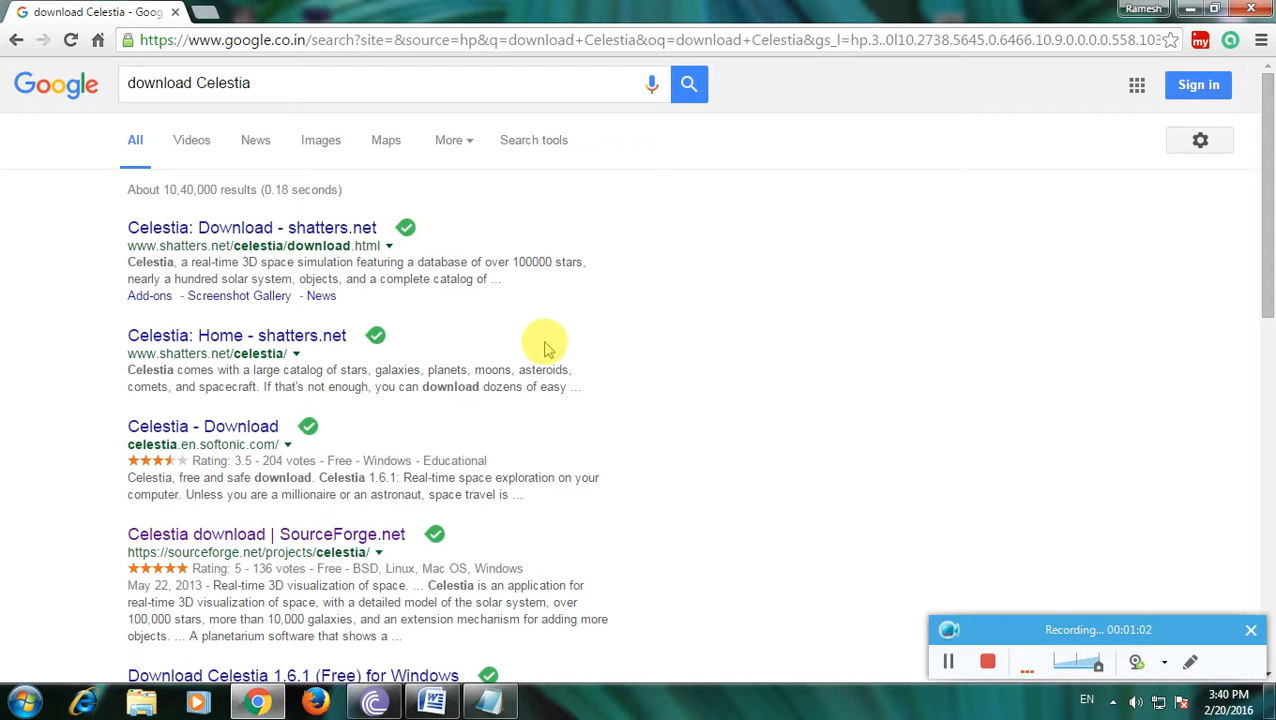 download Celestia - Goog
Ramesh
https://www.google.co.in/search?site=&source=hp&q=download+Celestia&oq=download+Celestia&gs_l=hp.3..0l10.2738.5645.0.6466.10.9.0.0.0.0.558.103
my
Google
download Celestia
Sign in
All
Videos
News
Images
Maps
More
Search tools
About 10,40,000 results (0.18 seconds)
Celestia: Download - shatters.net
www.shatters.net/celestia/download.html
Celestia, a real-time 3D space simulation featuring a database of over 100000 stars,
nearly a hundred solar system, objects, and a complete catalog of ...
Add-ons - Screenshot Gallery - News
Celestia: Home - shatters.net
www.shatters.net/celestia/
Celestia comes with a large catalog of stars, galaxies, planets, moons, asteroids,
comets, and spacecraft. If that's not enough, you can download dozens of easy ...
Celestia - Download
celestia.en.softonic.com/
Rating: 3.5 - 204 votes - Free - Windows - Educational
Celestia, free and safe download. Celestia 1.6.1: Real-time space exploration on your
computer. Unless you are a millionaire or an astronaut, space travel is ...
Celestia download | SourceForge.net
https://sourceforge.net/projects/celestia/
Rating: 5 - 136 votes - Free - BSD, Linux, Mac OS, Windows
May 22, 2013 - Real-time 3D visualization of space. ... Celestia is an application for
real-time 3D visualization of space, with a detailed model of the solar system, over
100,000 stars, more than 10,000 galaxies, and an extension mechanism for adding more
objects. ... A planetarium software that shows a ...
Download Celestia 1.6.1 (Free) for Windows
Recording... 00:01:02
EN
3:40 PM
2/20/2016